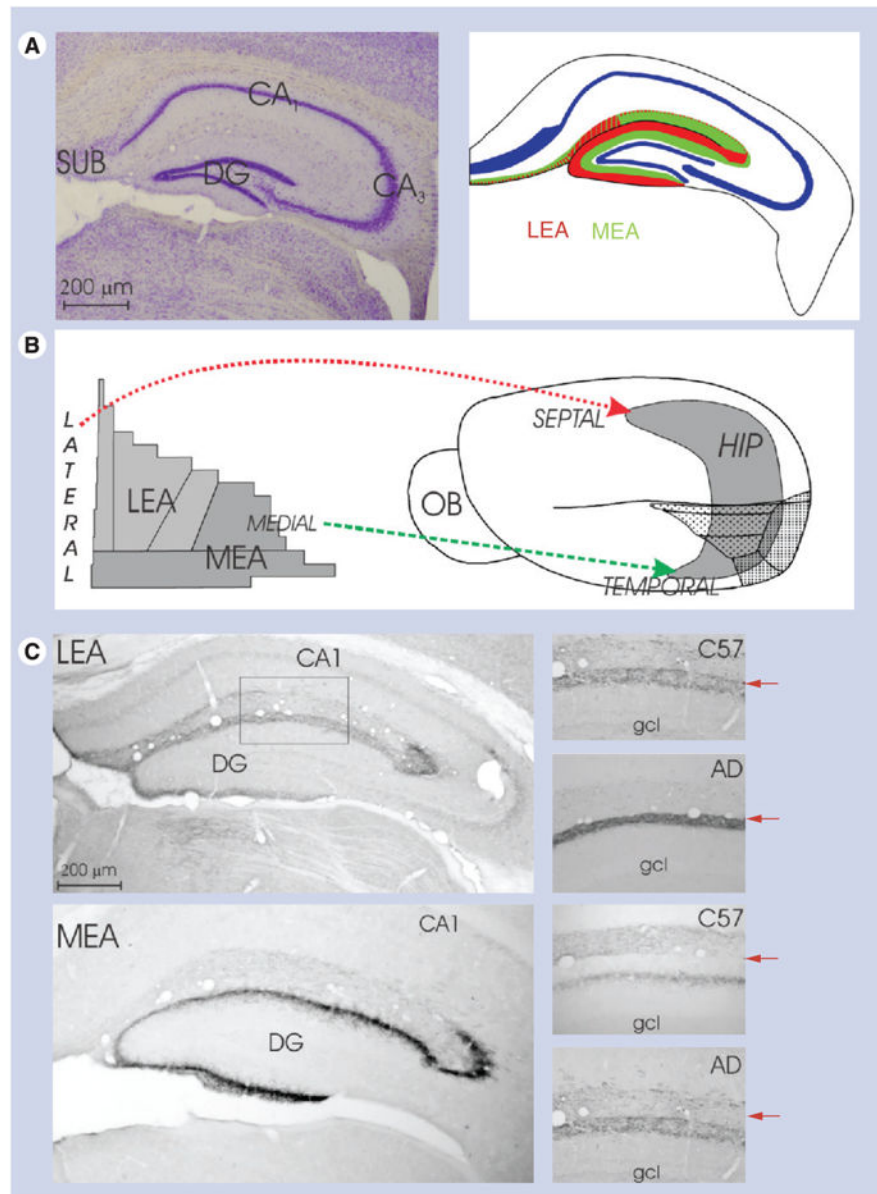 A
CA1
SUB
DG
CA3
200 µm
LEA MEA
B
LATERAL
LEA
MEDIAL
MEA
SEPTAL
HIP
OB
TEMPORAL
C
LEA
CA1
DG
200 µm
C57
gcl
AD
gcl
MEA
CA1
DG
C57
gcl
AD
gcl